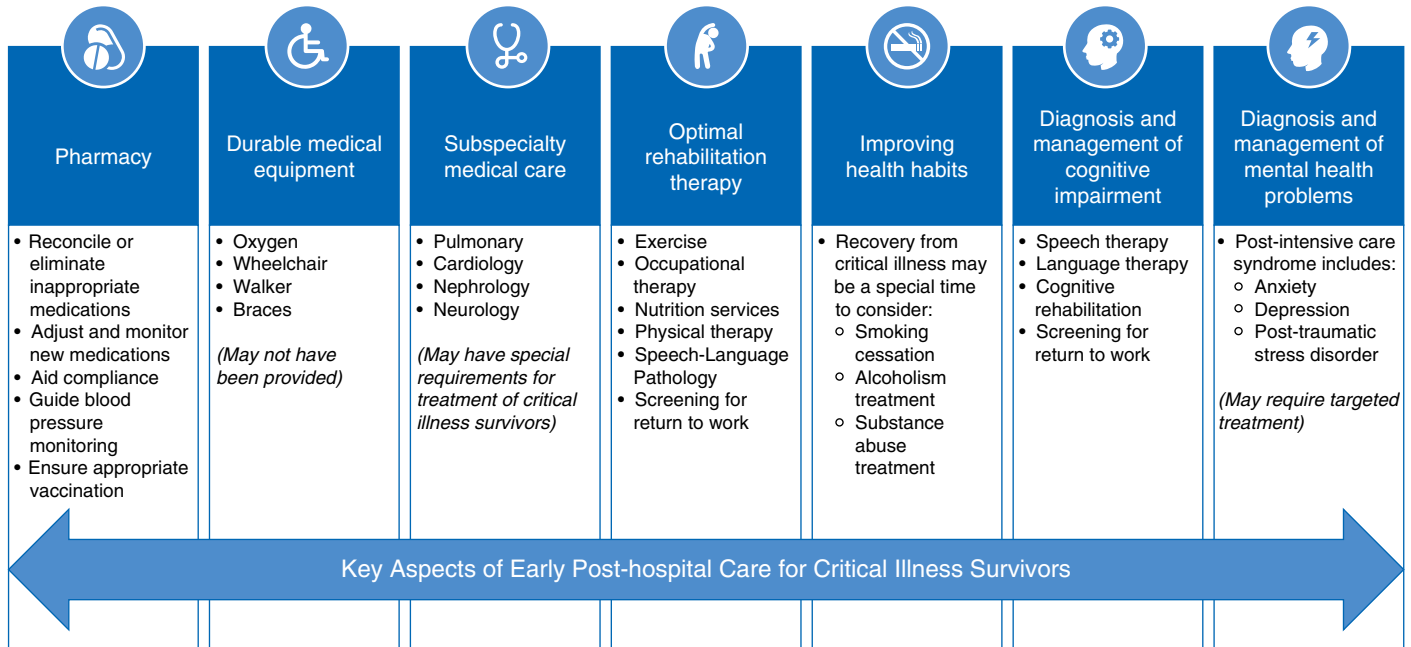 Pharmacy
• Reconcile or
eliminate
inappropriate
medications
• Adjust and monitor
new medications
• Aid compliance
• Guide blood
pressure
monitoring
• Ensure appropriate
vaccination
Durable medical
equipment
• Oxygen
• Wheelchair
• Walker
• Braces
(May not have
been provided)
Subspecialty
medical care
• Pulmonary
• Cardiology
• Nephrology
• Neurology
(May have special
requirements for
treatment of critical
illness survivors)
Optimal
rehabilitation
therapy
• Exercise
• Occupational
therapy
• Nutrition services
• Physical therapy
• Speech-Language
Pathology
• Screening for
return to work
Improving
health habits
• Recovery from
critical illness may
be a special time
to consider:
○ Smoking
cessation
○ Alcoholism
treatment
○ Substance
abuse
treatment
Diagnosis and
management of
cognitive
impairment
• Speech therapy
• Language therapy
• Cognitive
rehabilitation
• Screening for
return to work
Diagnosis and
management of
mental health
problems
• Post-intensive care
syndrome includes:
○ Anxiety
○ Depression
○ Post-traumatic
stress disorder
(May require targeted
treatment)
Key Aspects of Early Post-hospital Care for Critical Illness Survivors